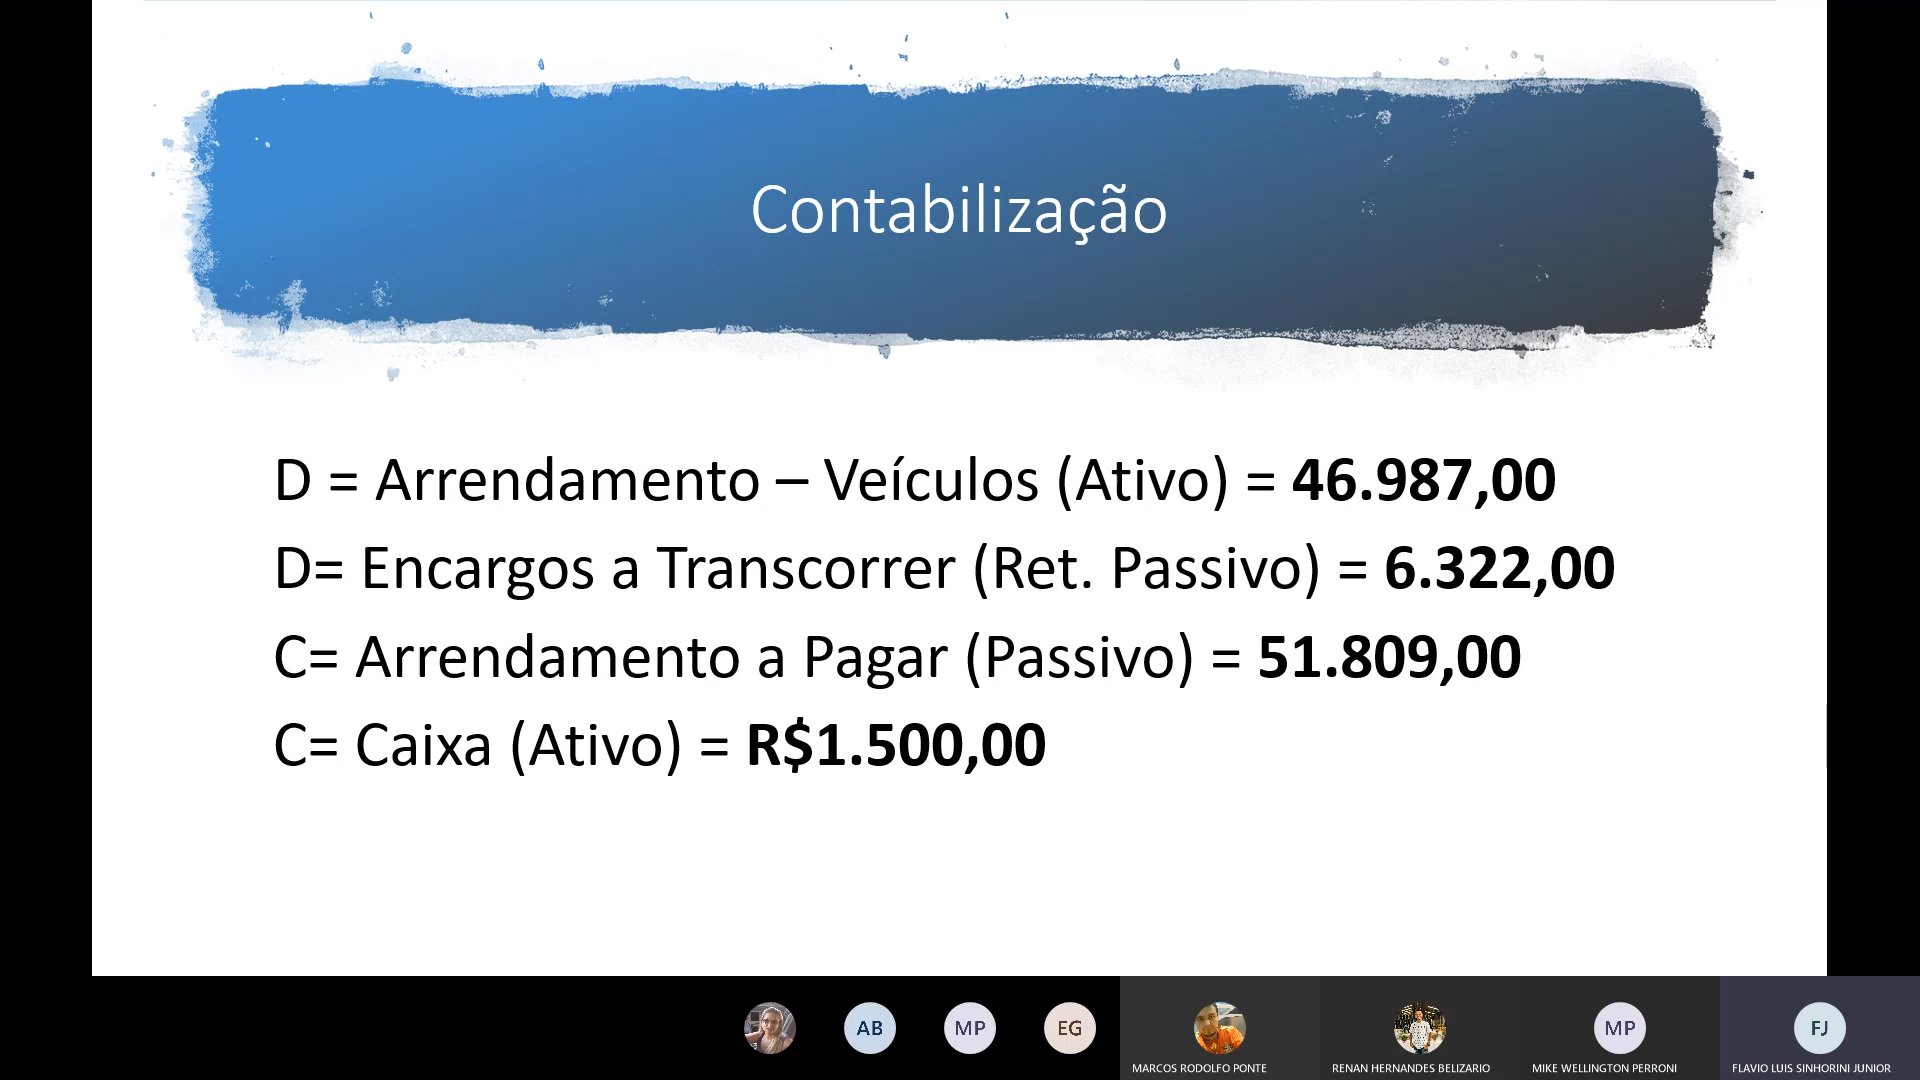 Contabilização
D = Arrendamento – Veículos (Ativo) = 46.987,00
D= Encargos a Transcorrer (Ret. Passivo) = 6.322,00
C= Arrendamento a Pagar (Passivo) = 51.809,00
C= Caixa (Ativo) = R$1.500,00
AB
MP
EG
MP
FJ
MARCOS RODOLFO PONTE
RENAN HERNANDES BELIZARIO
MIKE WELLINGTON PERRONI
FLAVIO LUIS SINHORINI JUNIOR